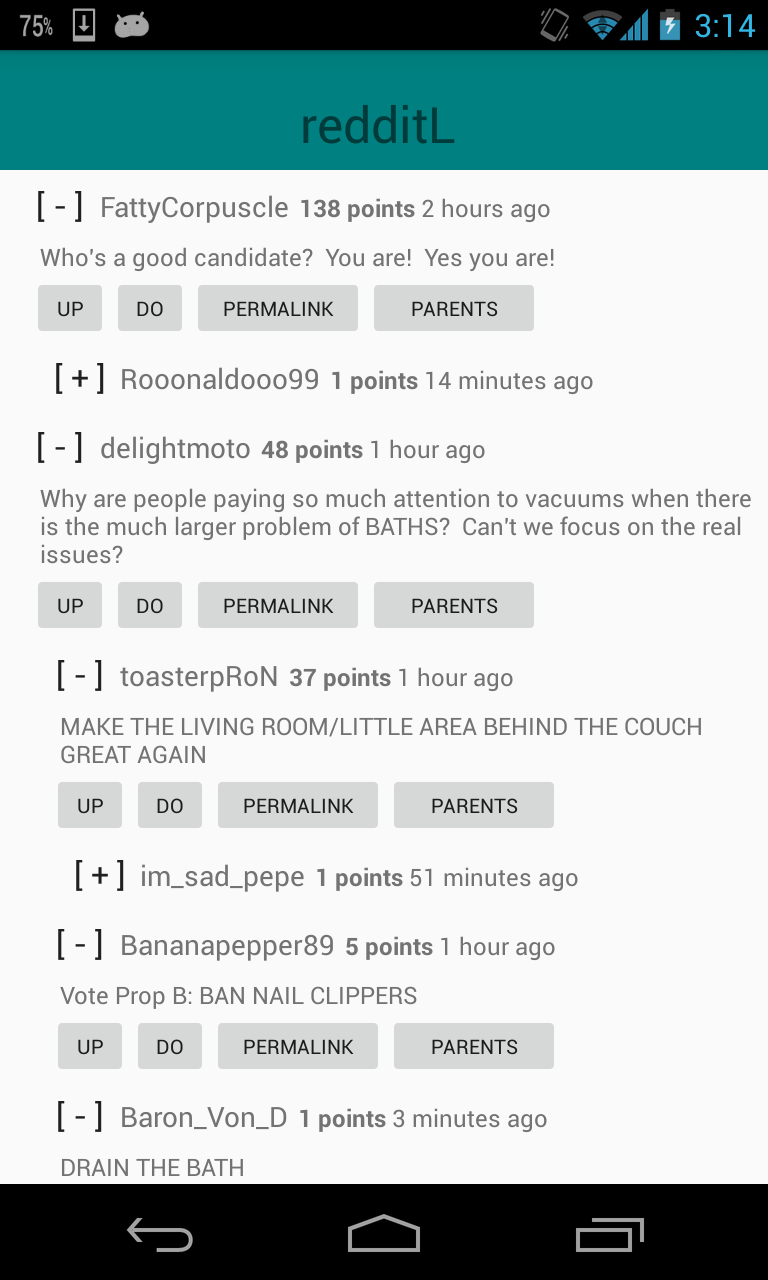 75%
3:14
redditL
[ - ] FattyCorpuscle 138 points 2 hours ago
Who's a good candidate?  You are!  Yes you are!
UP DO PERMALINK PARENTS
[ + ] Rooonaldooo99 1 points 14 minutes ago
[ - ] delightmoto 48 points 1 hour ago
Why are people paying so much attention to vacuums when there
is the much larger problem of BATHS?  Can't we focus on the real
issues?
UP DO PERMALINK PARENTS
[ - ] toasterpRoN 37 points 1 hour ago
MAKE THE LIVING ROOM/LITTLE AREA BEHIND THE COUCH
GREAT AGAIN
UP DO PERMALINK PARENTS
[ + ] im_sad_pepe 1 points 51 minutes ago
[ - ] Bananapepper89 5 points 1 hour ago
Vote Prop B: BAN NAIL CLIPPERS
UP DO PERMALINK PARENTS
[ - ] Baron_Von_D 1 points 3 minutes ago
DRAIN THE BATH